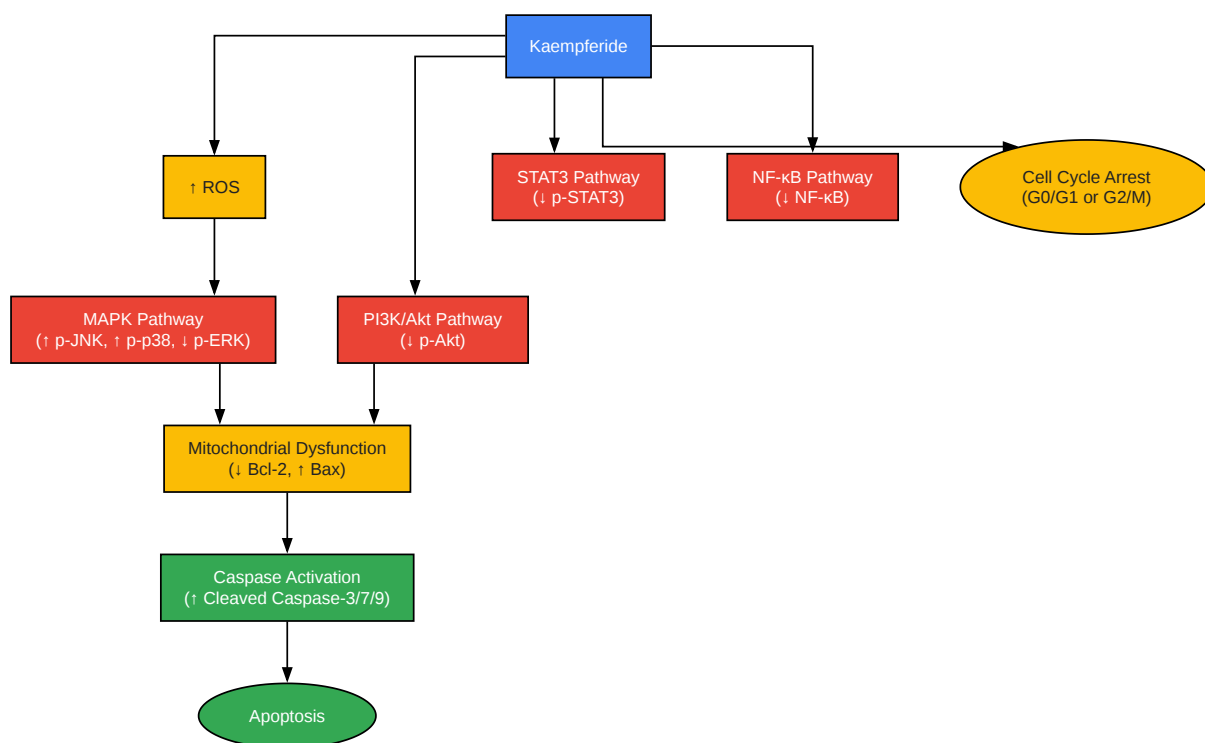 Kaempferide
↑ ROS
STAT3 Pathway
(↓ p-STAT3)
NF-κB Pathway
(↓ NF-κB)
Cell Cycle Arrest
(G0/G1 or G2/M)
MAPK Pathway
(↑ p-JNK, ↑ p-p38, ↓ p-ERK)
PI3K/Akt Pathway
(↓ p-Akt)
Mitochondrial Dysfunction
(↓ Bcl-2, ↑ Bax)
Caspase Activation
(↑ Cleaved Caspase-3/7/9)
Apoptosis